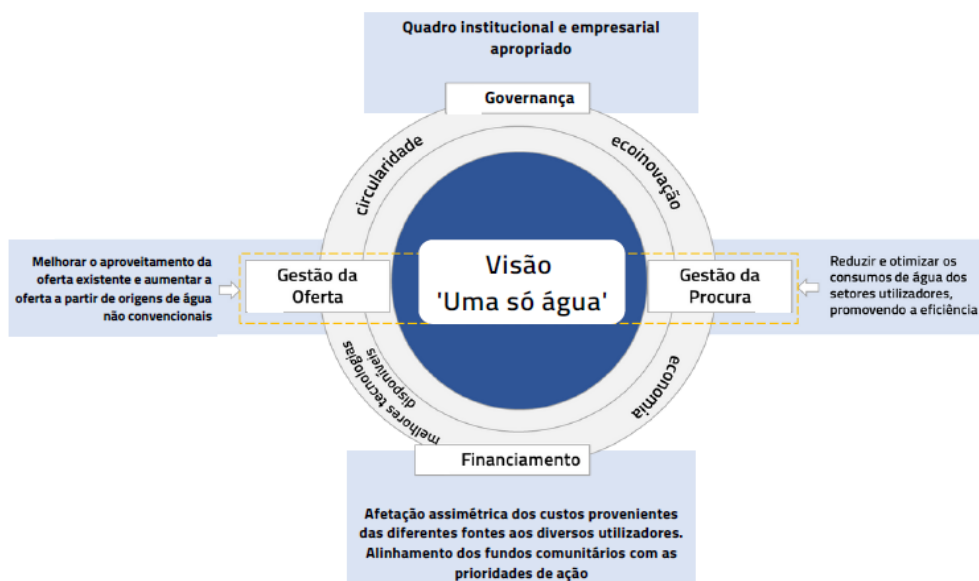 Quadro institucional e empresarial
apropriado
Governança
circularidade
ecoinovação
Melhorar o aproveitamento da
oferta existente e aumentar a
oferta a partir de origens de água
não convencionais
Gestão da
Oferta
Visão
'Uma só água'
Gestão da
Procura
Reduzir e otimizar os
consumos de água dos
setores utilizadores,
promovendo a eficiência
melhores tecnologias
disponíveis
economia
Financiamento
Afetação assimétrica dos custos provenientes
das diferentes fontes aos diversos utilizadores.
Alinhamento dos fundos comunitários com as
prioridades de ação